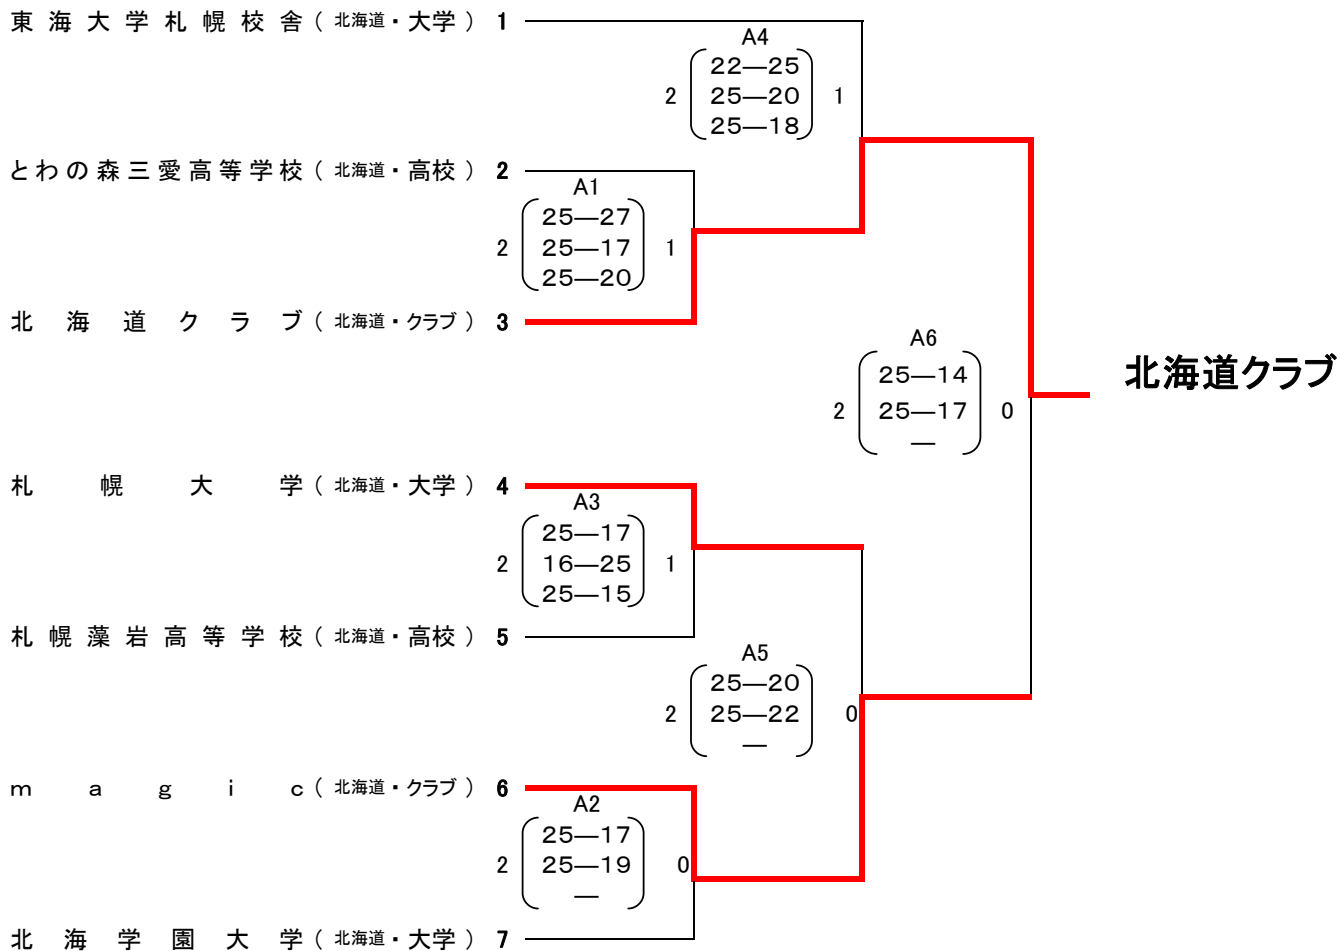 東海大学札幌校舎(北海道・大学) 1
A4
22―25
2 25―20 1
25―18
とわの森三愛高等学校(北海道・高校) 2
A1
25―27
2 25―17 1
25―20
北海道クラブ(北海道・クラブ) 3
A6
25―14
2 25―17 0
―
北海道クラブ
札幌大学(北海道・大学) 4
A3
25―17
2 16―25 1
25―15
札幌藻岩高等学校(北海道・高校) 5
A5
25―20
2 25―22 0
―
magic(北海道・クラブ) 6
A2
25―17
2 25―19 0
―
北海学園大学(北海道・大学) 7